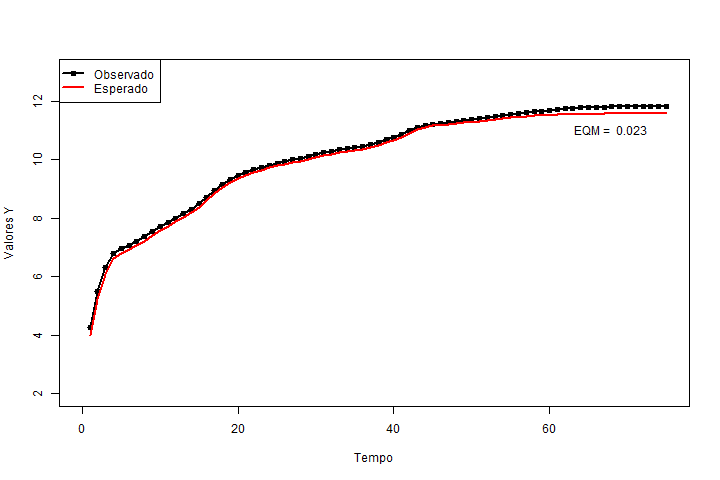 Observado
Esperado
EQM = 0.023
Valores Y
2
4
6
8
10
12
0
20
40
60
Tempo